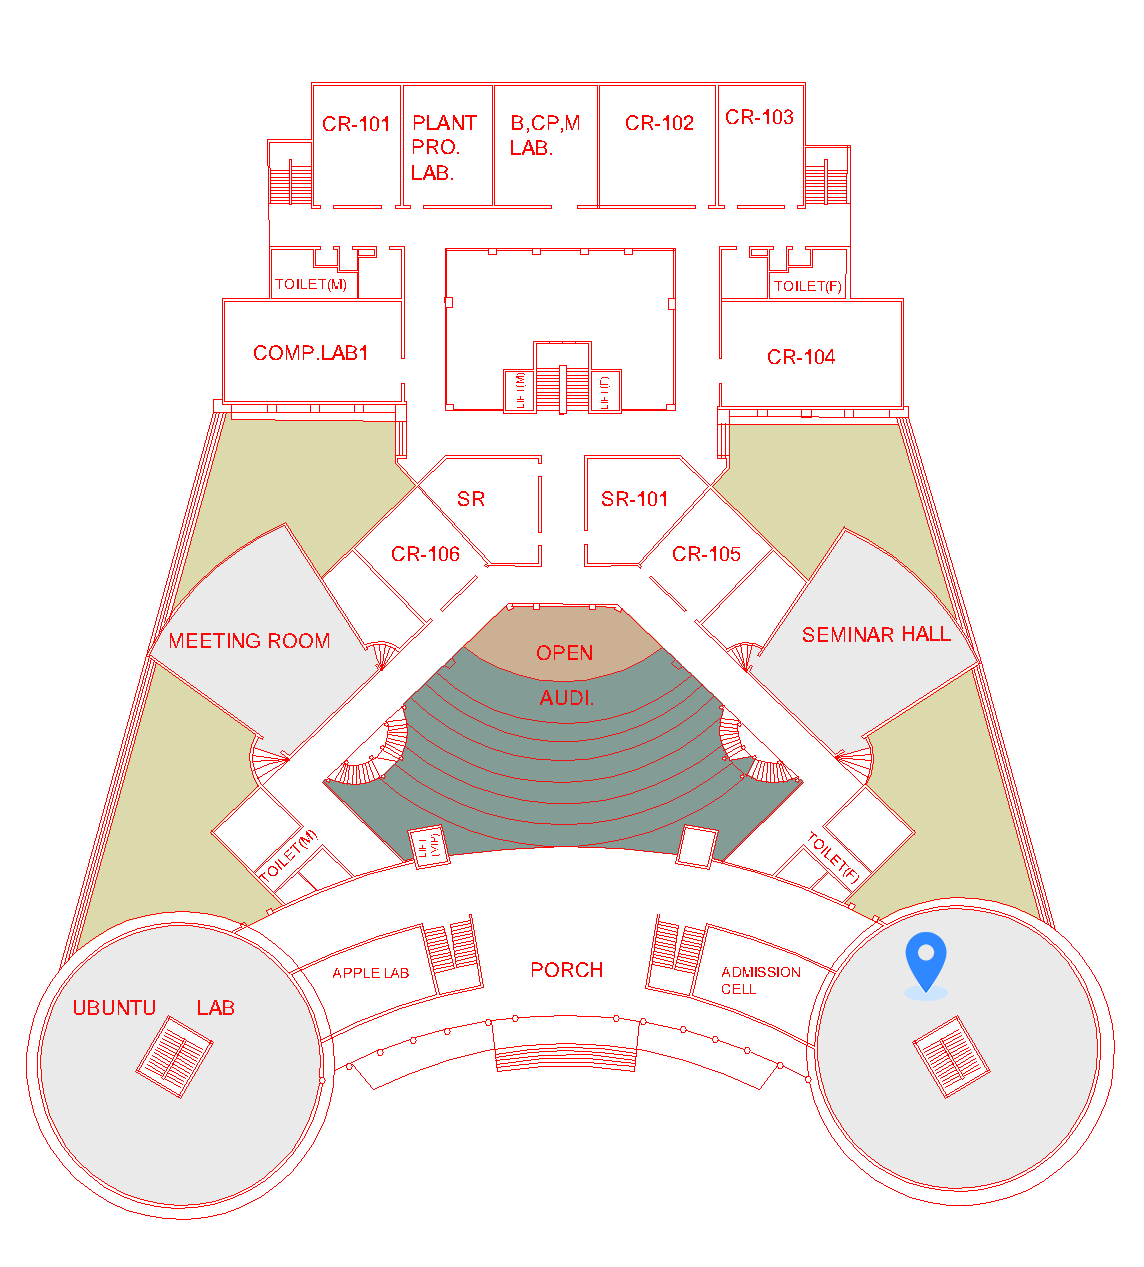 CR-101
PLANT
PRO.
LAB.
B,CP,M
LAB.
CR-102
CR-103
TOILET(M)
TOILET(F)
COMP.LAB1
CR-104
LIFT(M)
LIFT(F)
SR
SR-101
CR-106
CR-105
MEETING ROOM
SEMINAR HALL
OPEN
AUDI.
LIFT
(VIP)
TOILET(M)
TOILET(F)
APPLE LAB
PORCH
ADMISSION
CELL
UBUNTU LAB